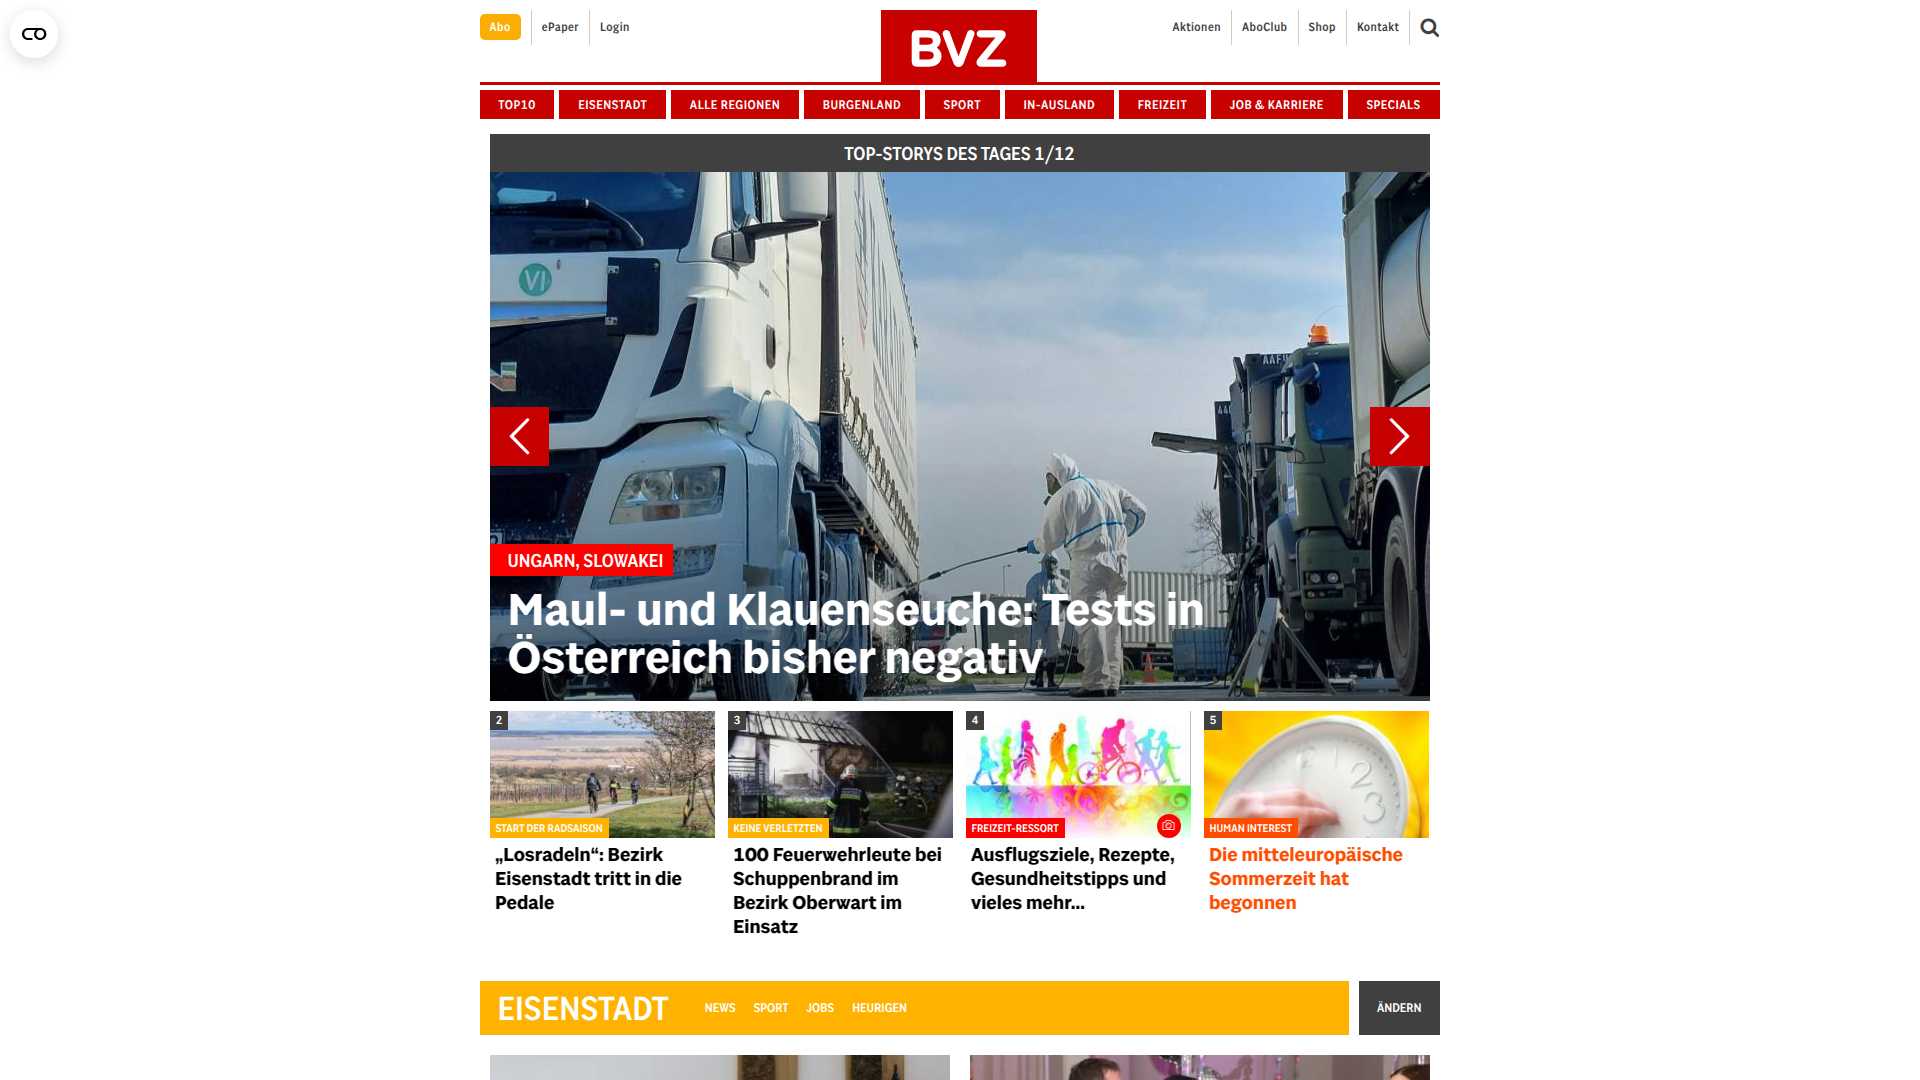 Abo
ePaper
Login
BVZ
Aktionen
AboClub
Shop
Kontakt
TOP10
EISENSTADT
ALLE REGIONEN
BURGENLAND
SPORT
IN-AUSLAND
FREIZEIT
JOB & KARRIERE
SPECIALS
TOP-STORYS DES TAGES 1/12
VI
UNGARN, SLOWAKEI
Maul- und Klauenseuche: Tests in
Österreich bisher negativ
2
START DER RADSAISON
„Losradeln“: Bezirk
Eisenstadt tritt in die
Pedale
3
KEINE VERLETZTEN
100 Feuerwehrleute bei
Schuppenbrand im
Bezirk Oberwart im
Einsatz
4
FREIZEIT-RESSORT
Ausflugsziele, Rezepte,
Gesundheitstipps und
vieles mehr...
5
12
3
HUMAN INTEREST
Die mitteleuropäische
Sommerzeit hat
begonnen
EISENSTADT
NEWS
SPORT
JOBS
HEURIGEN
ÄNDERN